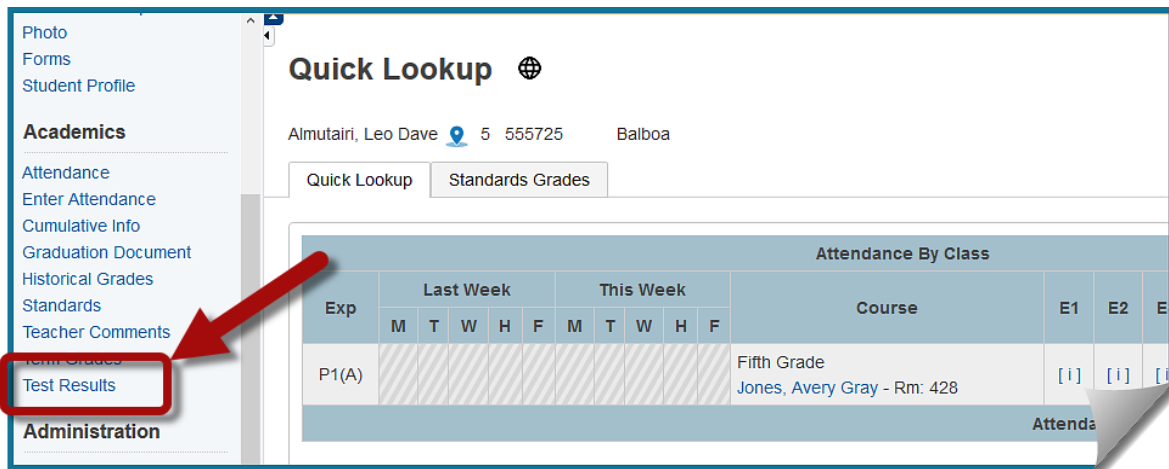 Photo
Forms
Student Profile
Academics
Attendance
Enter Attendance
Cumulative Info
Graduation Document
Historical Grades
Standards
Teacher Comments
Term Grades
Test Results
Administration
Quick Lookup
Almutairi, Leo Dave 5 555725 Balboa
Quick Lookup Standards Grades
Attendance By Class
Exp Last Week This Week Course E1 E2
M T W H F M T W H F
P1(A) Fifth Grade [ i ] [ i ]
Jones, Avery Gray - Rm: 428